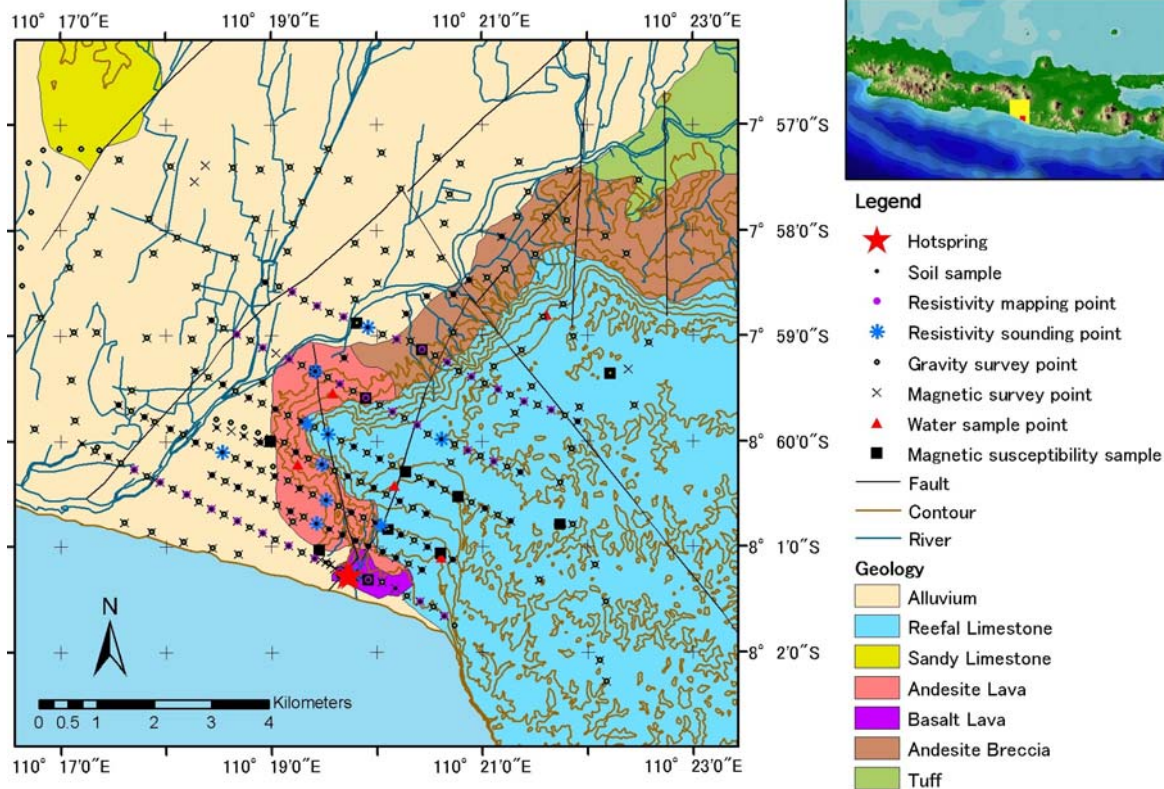 110° 17'0"E 110° 19'0"E 110° 21'0"E 110° 23'0"E
7° 57'0"S
7° 58'0"S
7° 59'0"S
8° 60'0"S
8° 1'0"S
8° 2'0"S
N
Kilometers
0 0.5 1 2 3 4
110° 17'0"E 110° 19'0"E 110° 21'0"E 110° 23'0"E
Legend
Hotspring
Soil sample
Resistivity mapping point
Resistivity sounding point
Gravity survey point
Magnetic survey point
Water sample point
Magnetic susceptibility sample
Fault
Contour
River
Geology
Alluvium
Reefal Limestone
Sandy Limestone
Andesite Lava
Basalt Lava
Andesite Breccia
Tuff